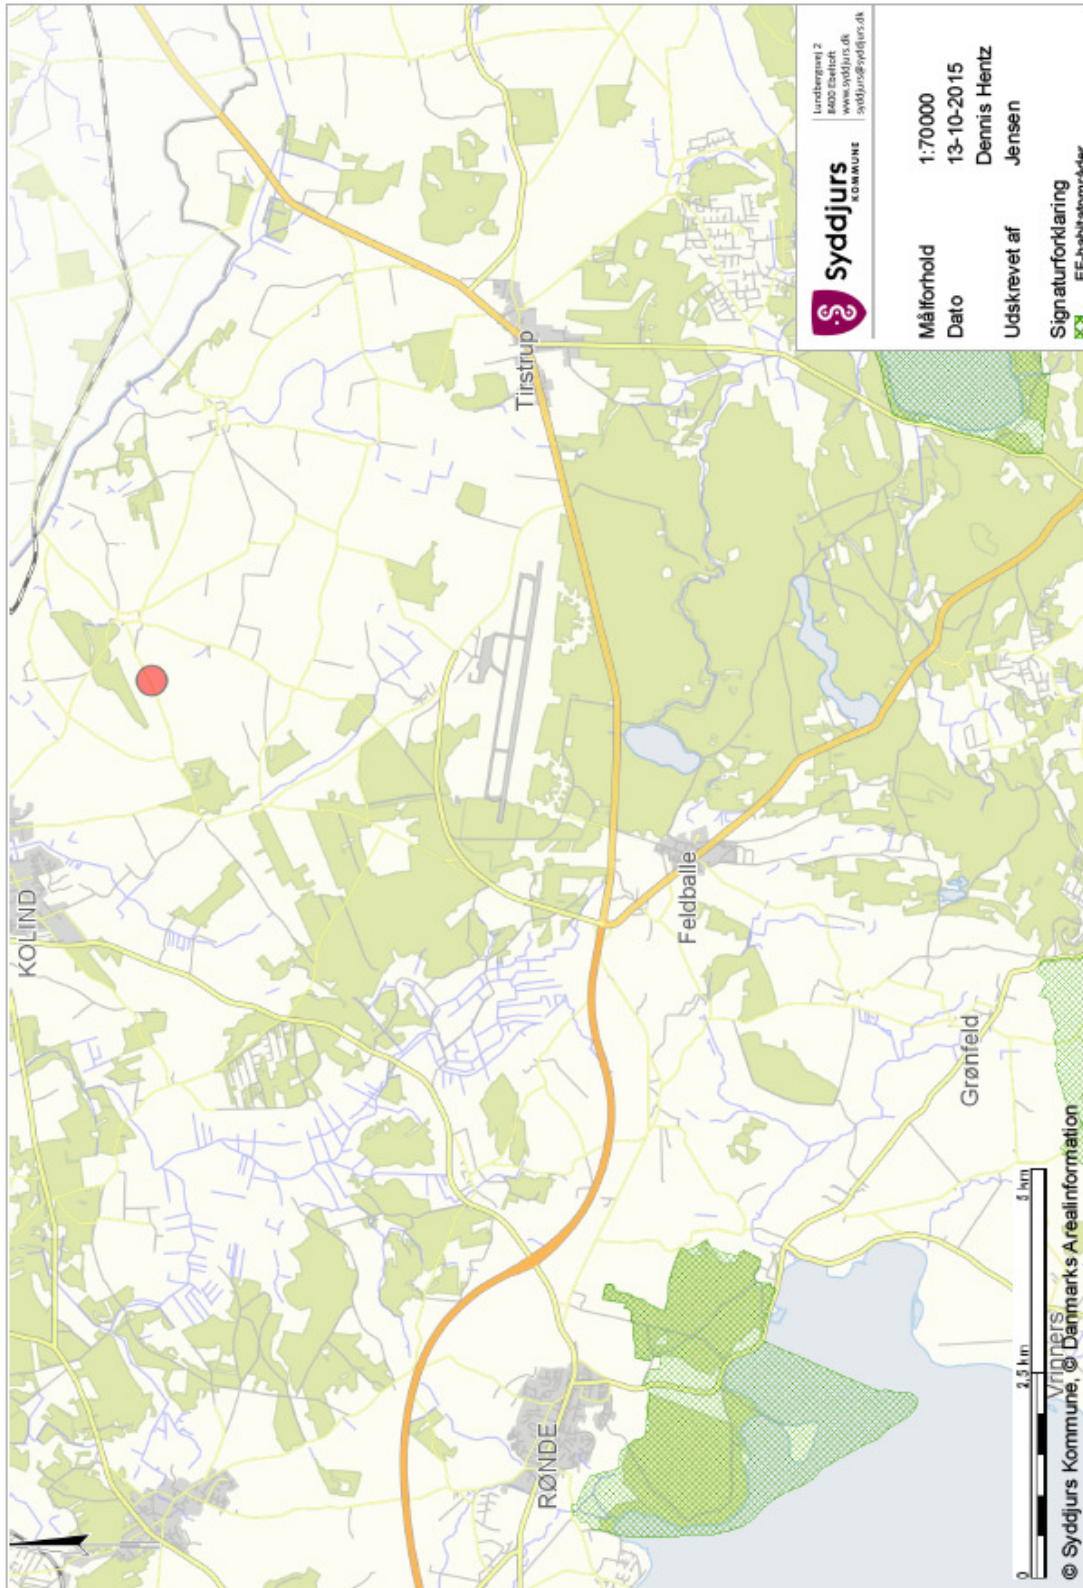 KOLIND
Tirstrup
Feldballe
Grønfeld
RØNDE
Vrinners
0
2,5 km
5 km
© Syddjurs Kommune, © Danmarks Arealinformation
Syddjurs
KOMMUNE
Lundbergsvej 2
8400 Ebeltoft
www.syddjurs.dk
syddjurs@syddjurs.dk
Målforhold 1:70000
Dato 13-10-2015
Udskrevet af Dennis Hentz
Jensen
Signaturforklaring
EF-habitatområder